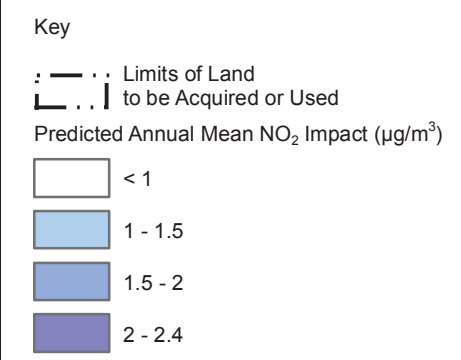 Key
Limits of Land
to be Acquired or Used
Predicted Annual Mean NO₂ Impact (µg/m³)
< 1
1 - 1.5
1.5 - 2
2 - 2.4